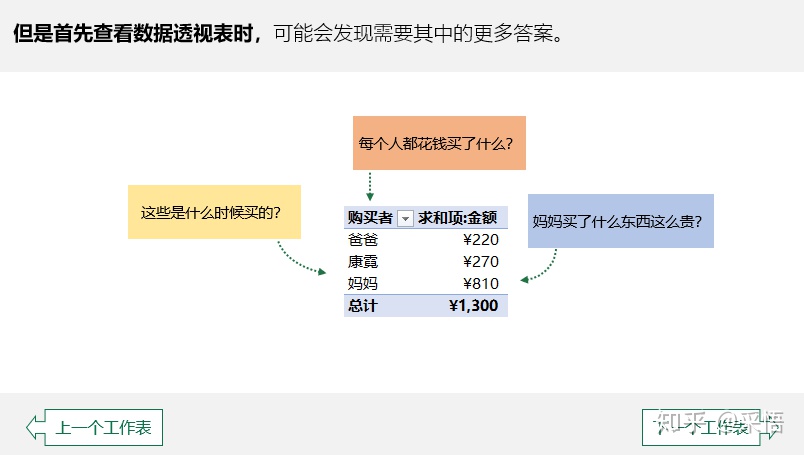 但是首先查看数据透视表时，可能会发现需要其中的更多答案。
每个人都花钱买了什么？
这些是什么时候买的？
妈妈买了什么东西这么贵？
购买者 求和项:金额
爸爸 ¥220
康霓 ¥270
妈妈 ¥810
总计 ¥1,300
上一个工作表
下一个工作表
知乎 @采悟